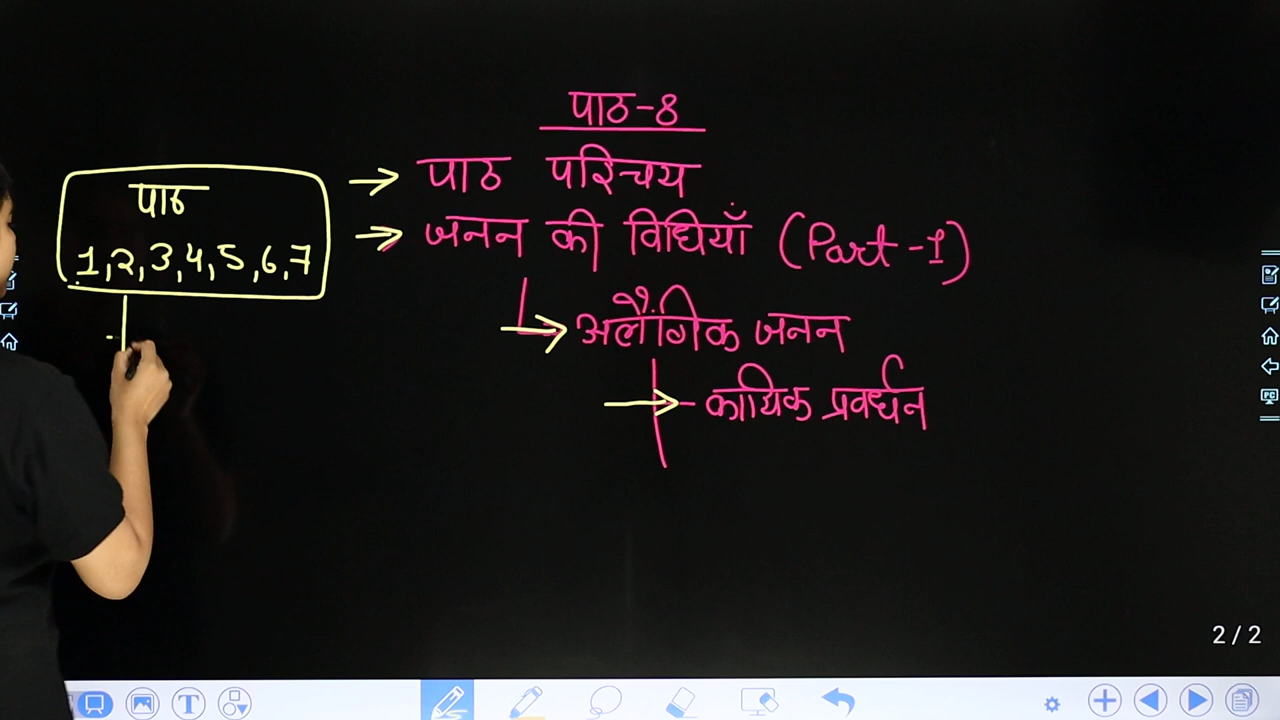 पाठ-8
पाठ परिचय
जनन की विधियाँ (Part-1)
अलैंगिक जनन
कायिक प्रवर्धन
पाठ
1,2,3,4,5,6,7
2/2